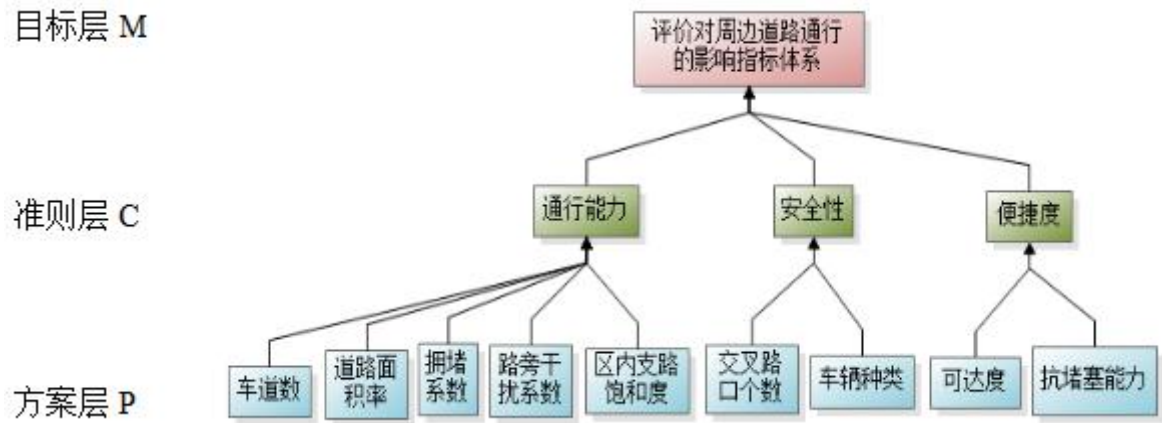 目标层 M
评价对周边道路通行
的影响指标体系
准则层 C
通行能力
安全性
便捷度
方案层 P
车道数
道路面
积率
拥堵
系数
路旁干
扰系数
区内支路
饱和度
交叉路
口个数
车辆种类
可达度
抗堵塞能力